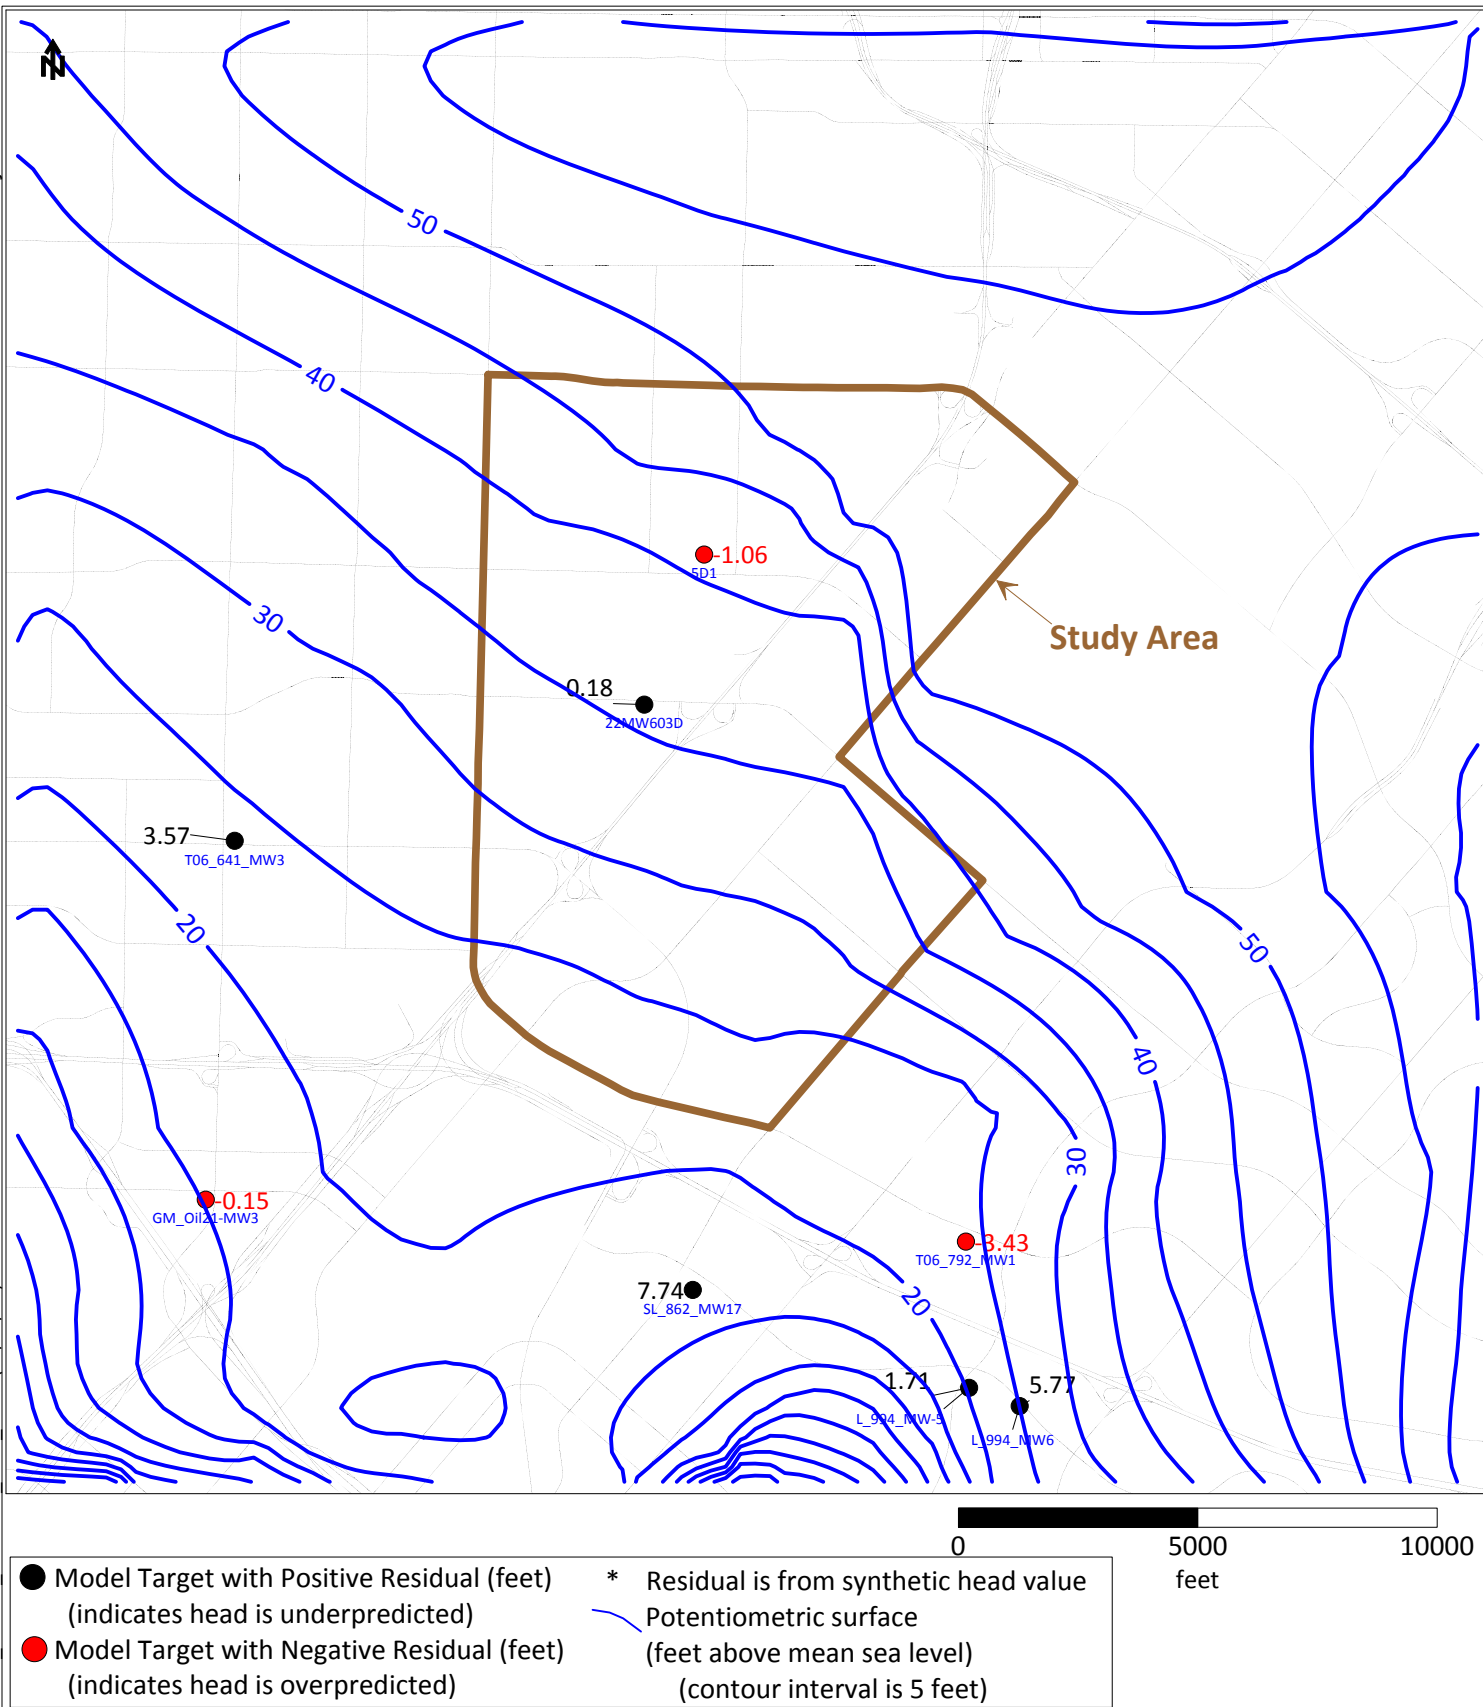 N
50
40
-1.06
5D1
30
Study Area
0.18
22MW603D
3.57
T06_641_MW3
20
50
40
30
-0.15
GM_Oil21-MW3
-3.43
T06_792_MW1
7.74
SL_862_MW17
20
1.71
5.77
L_994_MW-5
L_994_MW6
0 5000 10000
feet
Model Target with Positive Residual (feet)
(indicates head is underpredicted)
Model Target with Negative Residual (feet)
(indicates head is overpredicted)
* Residual is from synthetic head value
Potentiometric surface
(feet above mean sea level)
(contour interval is 5 feet)